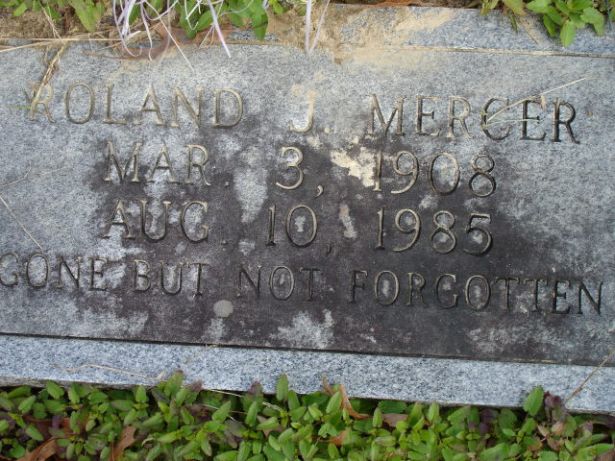 ROLAND J. MERCER
MAR. 3, 1908
AUG. 10, 1985
GONE BUT NOT FORGOTTEN